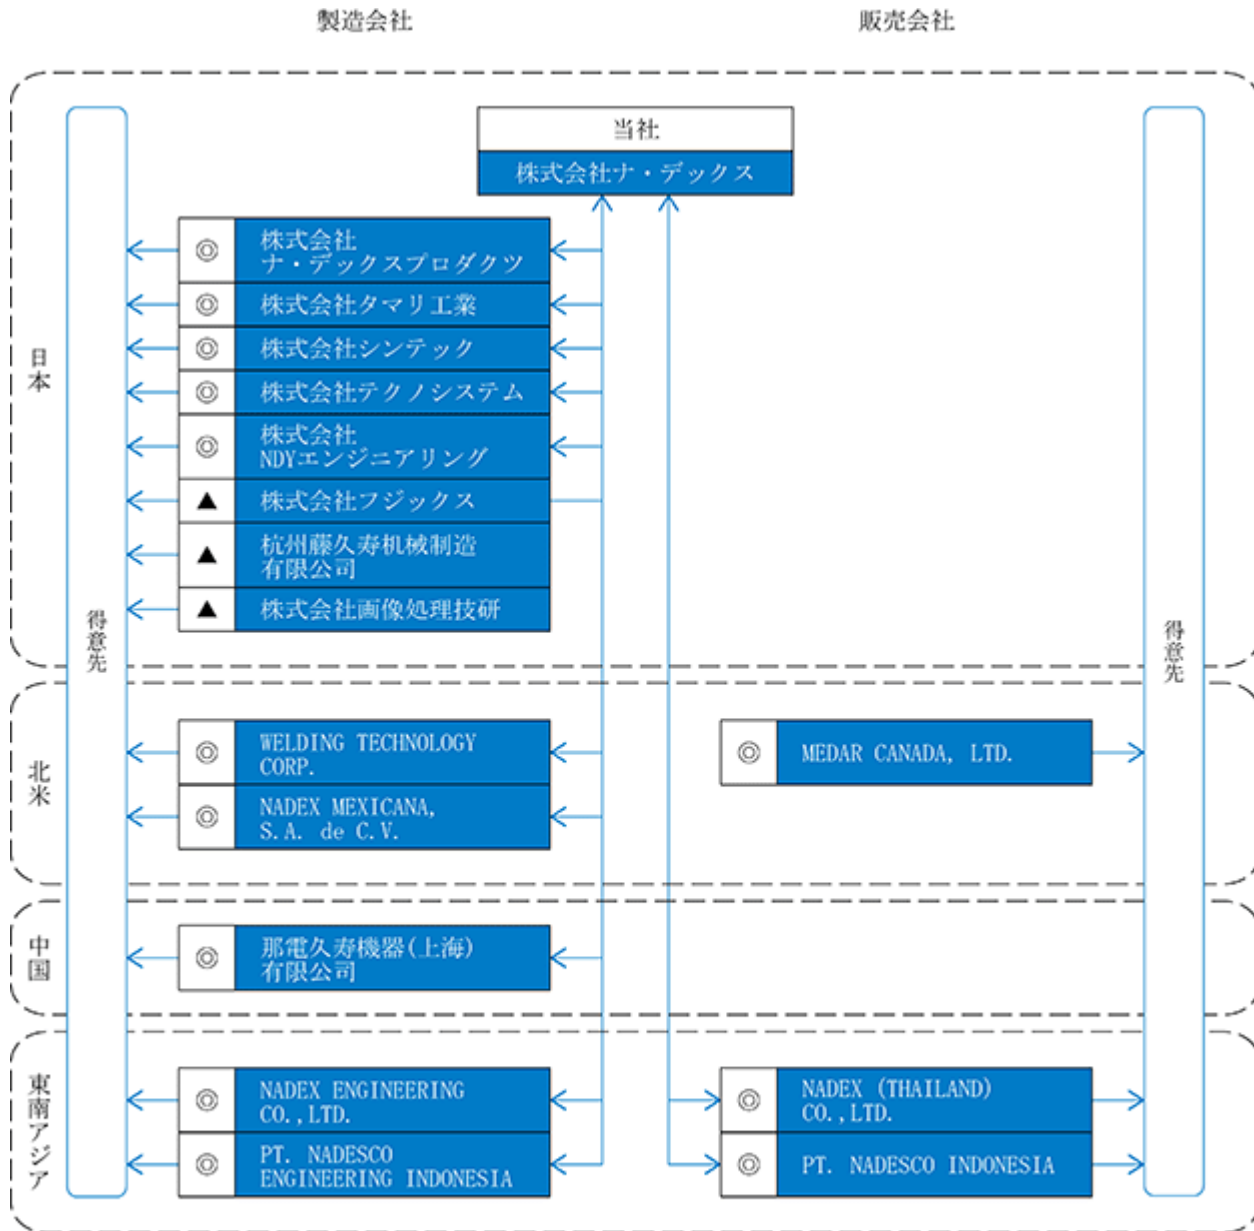 製造会社
販売会社
当社
株式会社ナ・デックス
日本
得意先
◎
株式会社
ナ・デックスプロダクツ
◎
株式会社タマリ工業
◎
株式会社シンテック
◎
株式会社テクノシステム
◎
株式会社
NDYエンジニアリング
▲
株式会社フジックス
▲
杭州藤久寿机械制造
有限公司
▲
株式会社画像処理技研
得意先
北米
◎
WELDING TECHNOLOGY
CORP.
◎
NADEX MEXICANA,
S.A. de C.V.
◎
MEDAR CANADA, LTD.
中国
◎
那電久寿機器(上海)
有限公司
東南アジア
◎
NADEX ENGINEERING
CO.,LTD.
◎
PT. NADESCO
ENGINEERING INDONESIA
◎
NADEX (THAILAND)
CO.,LTD.
◎
PT. NADESCO INDONESIA